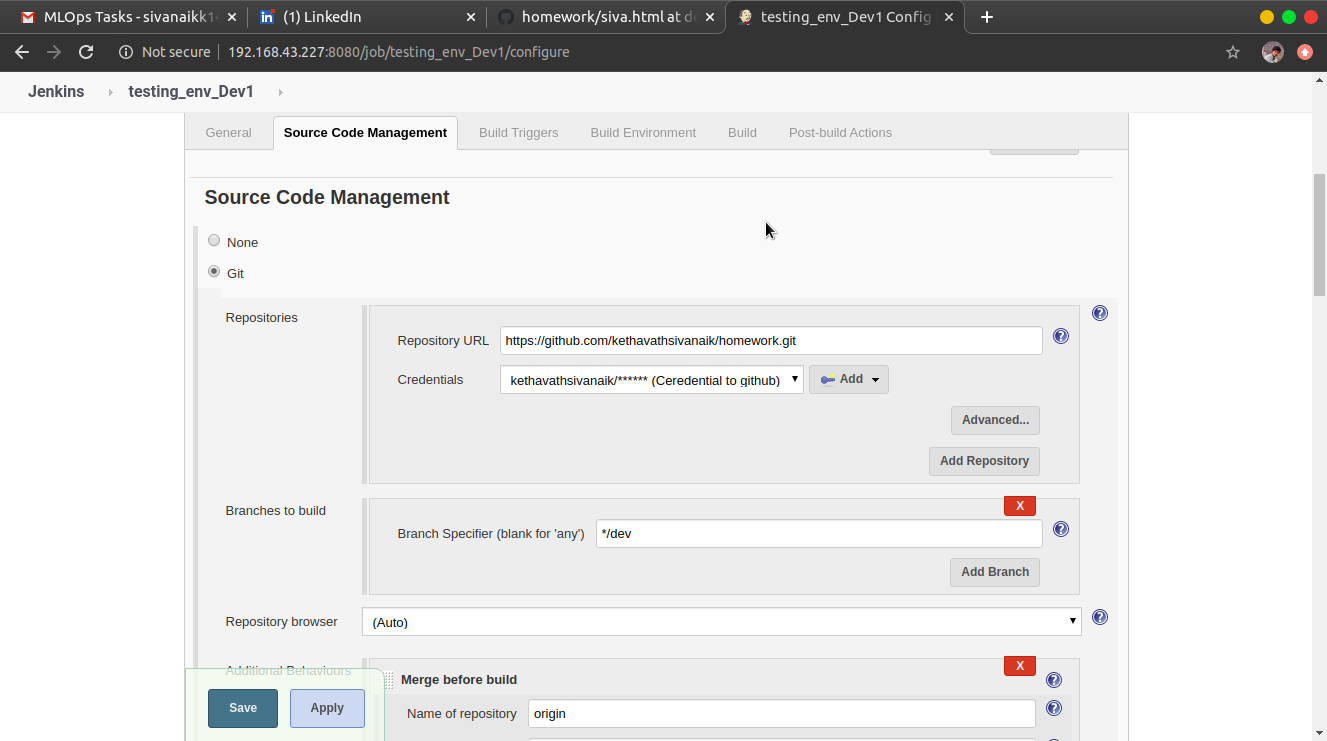 MLOps Tasks - sivanaikk1
(1) LinkedIn
homework/siva.html at de
testing_env_Dev1 Config
Not secure
192.168.43.227:8080/job/testing_env_Dev1/configure
Jenkins
testing_env_Dev1
General
Source Code Management
Build Triggers
Build Environment
Build
Post-build Actions
Source Code Management
None
Git
Repositories
Repository URL
https://github.com/kethavathsivanaik/homework.git
Credentials
kethavathsivanaik/****** (Ceredential to github)
Add
Advanced...
Add Repository
Branches to build
X
Branch Specifier (blank for 'any')
*/dev
Add Branch
Repository browser
(Auto)
Additional Behaviours
X
Merge before build
Name of repository
origin
Save
Apply